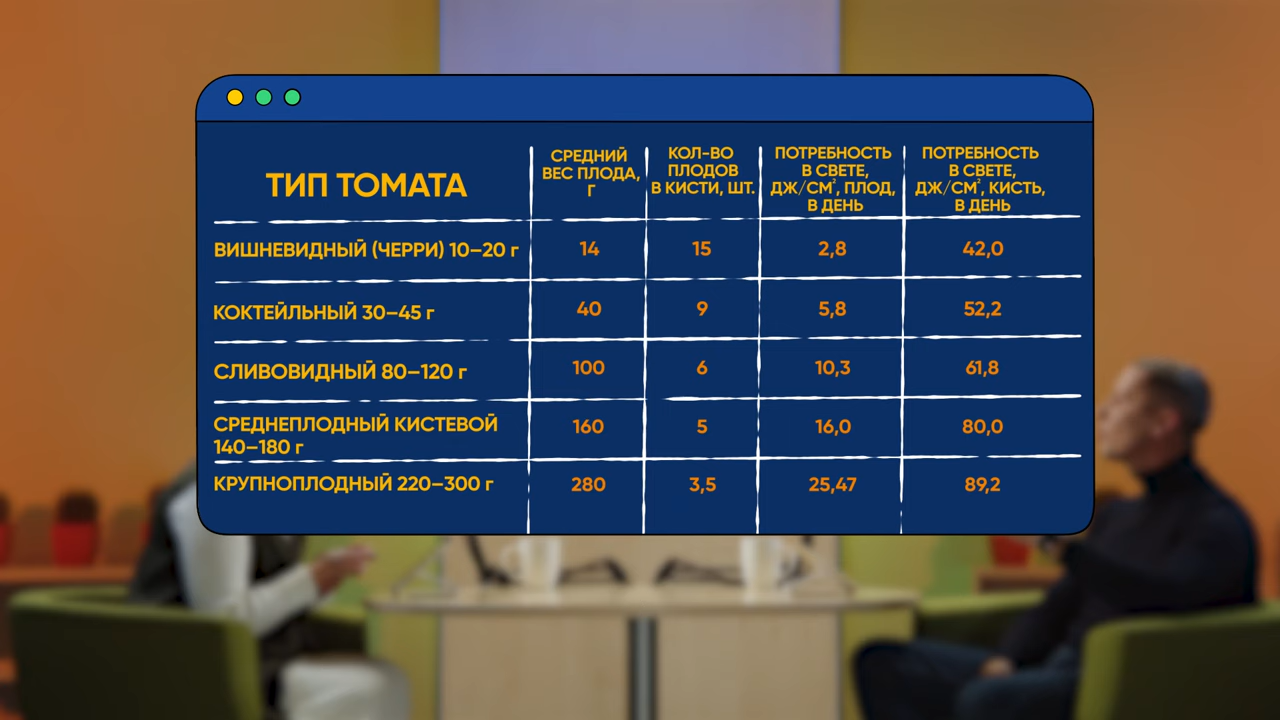 ТИП ТОМАТА
СРЕДНИЙ
ВЕС ПЛОДА,
Г
КОЛ-ВО
ПЛОДОВ
В КИСТИ, ШТ.
ПОТРЕБНОСТЬ
В СВЕТЕ,
ДЖ/СМ², ПЛОД,
В ДЕНЬ
ПОТРЕБНОСТЬ
В СВЕТЕ,
ДЖ/СМ², КИСТЬ,
В ДЕНЬ
ВИШНЕВИДНЫЙ (ЧЕРРИ) 10–20 г 14 15 2,8 42,0
КОКТЕЙЛЬНЫЙ 30–45 г 40 9 5,8 52,2
СЛИВОВИДНЫЙ 80–120 г 100 6 10,3 61,8
СРЕДНЕПЛОДНЫЙ КИСТЕВОЙ
140–180 г 160 5 16,0 80,0
КРУПНОПЛОДНЫЙ 220–300 г 280 3,5 25,47 89,2